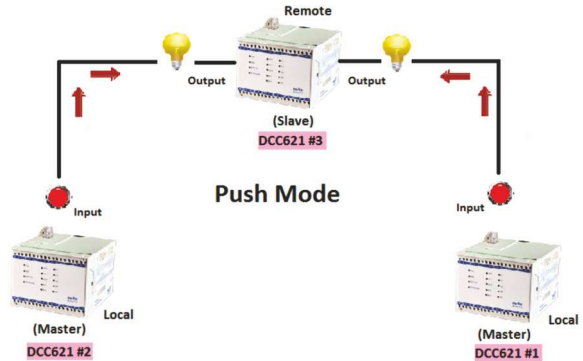 Remote
Output
Output
(Slave)
DCC621 #3
Push Mode
Input
Input
(Master)
Local
DCC621 #2
(Master)
Local
DCC621 #1